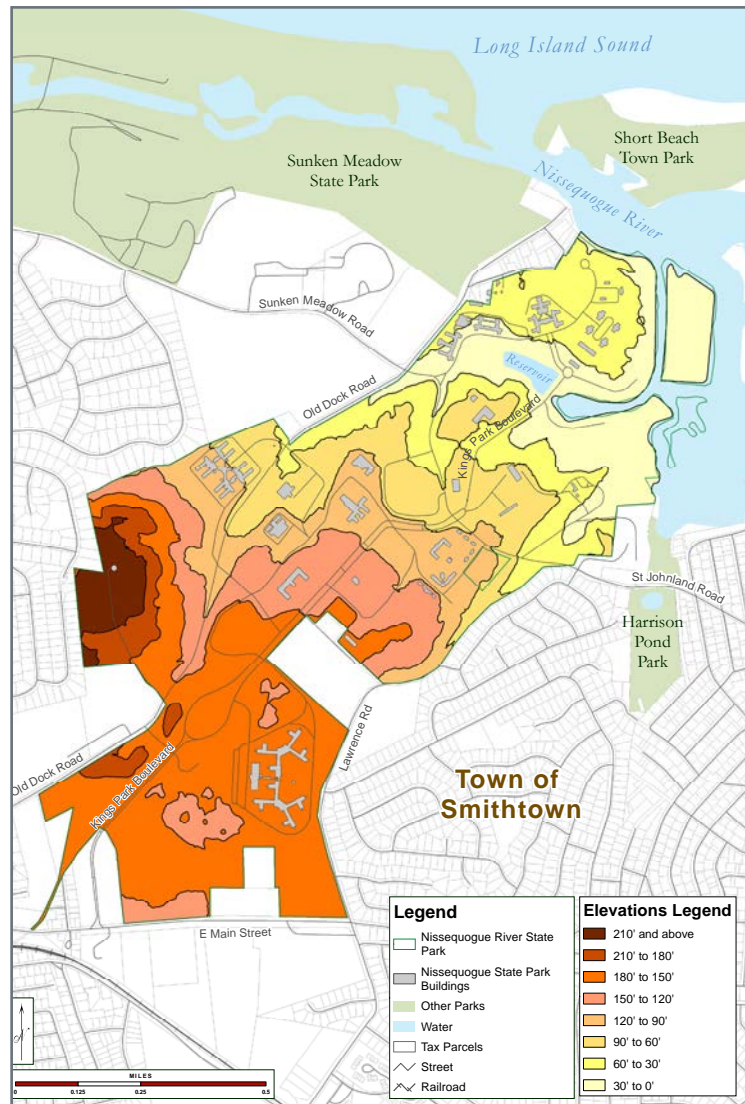 Long Island Sound
Short Beach
Town Park
Sunken Meadow
State Park
Nissequogue River
Sunken Meadow Road
Old Dock Road
Reservoir
Kings Park Boulevard
St Johnland Road
Harrison
Pond
Park
Lawrence Rd
Old Dock Road
Kings Park Boulevard
Town of
Smithtown
E Main Street
Legend
Nissequogue River State
Park
Nissequogue State Park
Buildings
Other Parks
Water
Tax Parcels
Street
Railroad
Elevations Legend
210' and above
210' to 180'
180' to 150'
150' to 120'
120' to 90'
90' to 60'
60' to 30'
30' to 0'
N
MILES
0 0.125 0.25 0.5